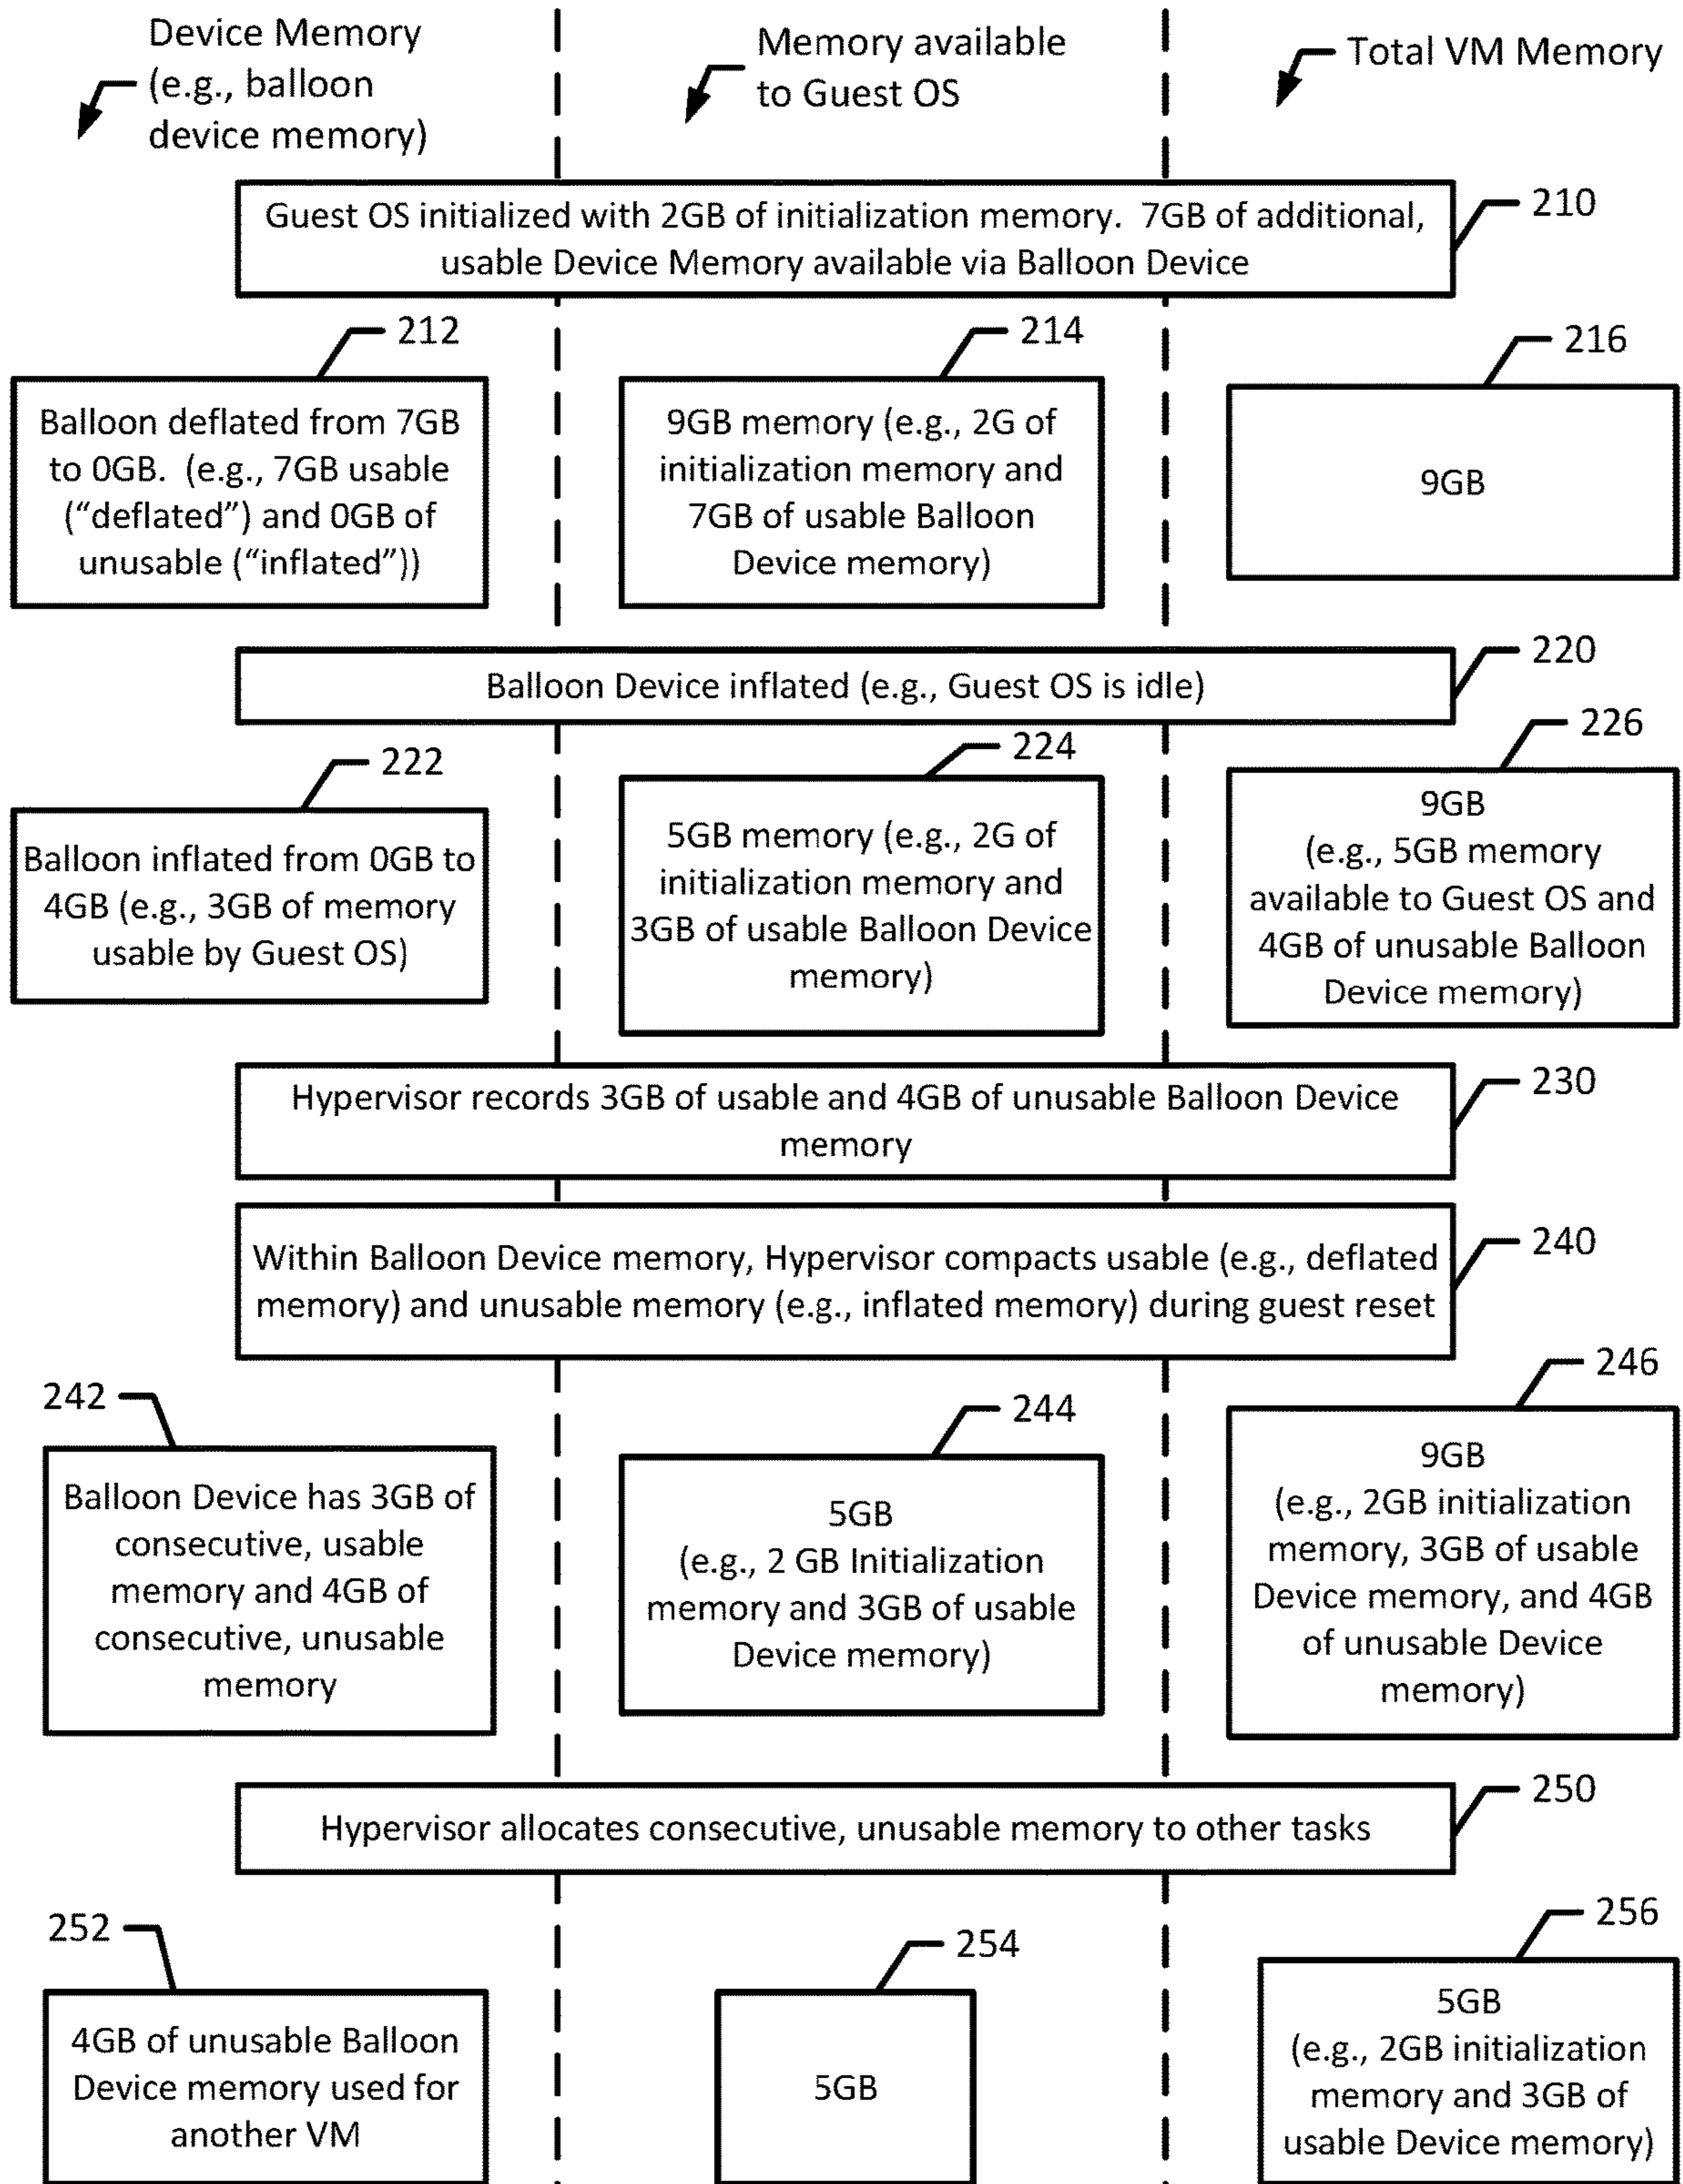 Device Memory
(e.g., balloon
device memory)
Memory available
to Guest OS
Total VM Memory
210
Guest OS initialized with 2GB of initialization memory.  7GB of additional,
usable Device Memory available via Balloon Device
212
Balloon deflated from 7GB
to 0GB.  (e.g., 7GB usable
(“deflated”) and 0GB of
unusable (“inflated”))
214
9GB memory (e.g., 2G of
initialization memory and
7GB of usable Balloon
Device memory)
216
9GB
220
Balloon Device inflated (e.g., Guest OS is idle)
222
Balloon inflated from 0GB to
4GB (e.g., 3GB of memory
usable by Guest OS)
224
5GB memory (e.g., 2G of
initialization memory and
3GB of usable Balloon Device
memory)
226
9GB
(e.g., 5GB memory
available to Guest OS and
4GB of unusable Balloon
Device memory)
230
Hypervisor records 3GB of usable and 4GB of unusable Balloon Device
memory
240
Within Balloon Device memory, Hypervisor compacts usable (e.g., deflated
memory) and unusable memory (e.g., inflated memory) during guest reset
242
Balloon Device has 3GB of
consecutive, usable
memory and 4GB of
consecutive, unusable
memory
244
5GB
(e.g., 2 GB Initialization
memory and 3GB of usable
Device memory)
246
9GB
(e.g., 2GB initialization
memory, 3GB of usable
Device memory, and 4GB
of unusable Device
memory)
250
Hypervisor allocates consecutive, unusable memory to other tasks
252
4GB of unusable Balloon
Device memory used for
another VM
254
5GB
256
5GB
(e.g., 2GB initialization
memory and 3GB of
usable Device memory)